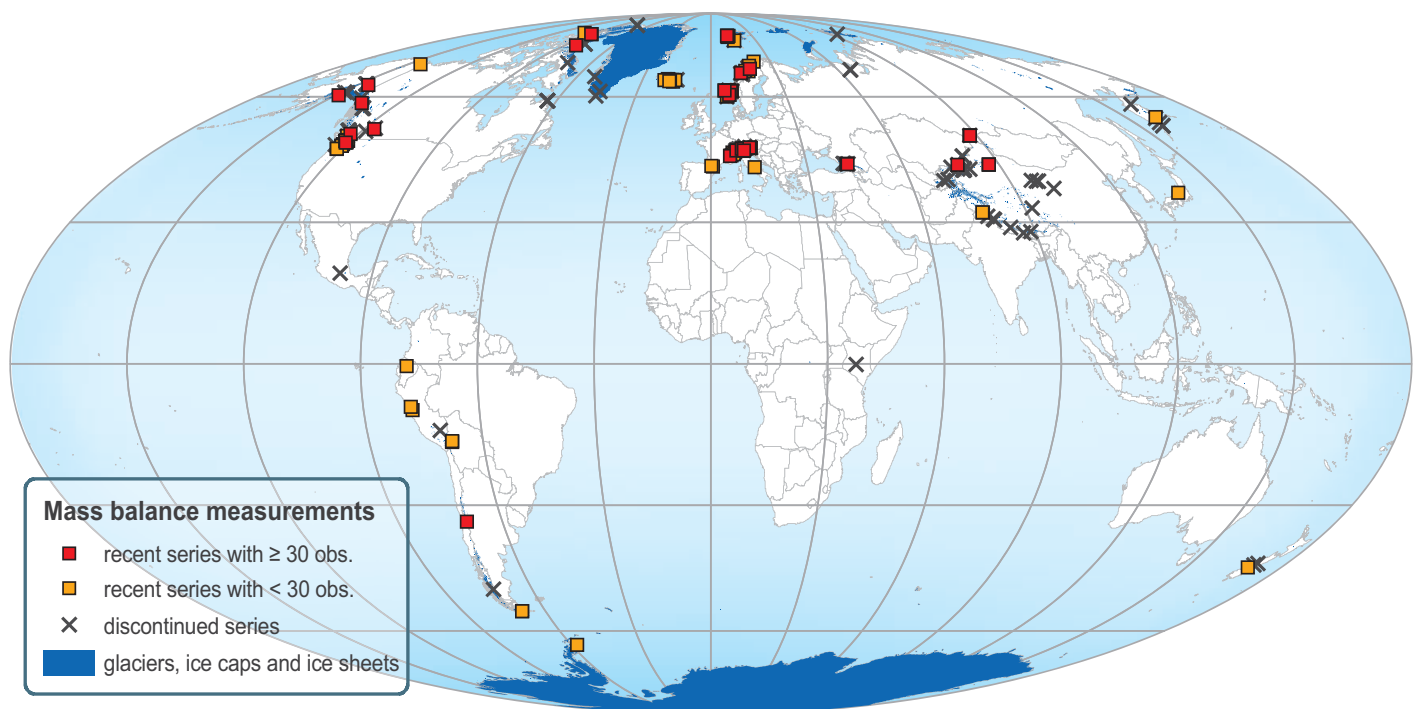 Mass balance measurements
recent series with ≥ 30 obs.
recent series with < 30 obs.
discontinued series
glaciers, ice caps and ice sheets